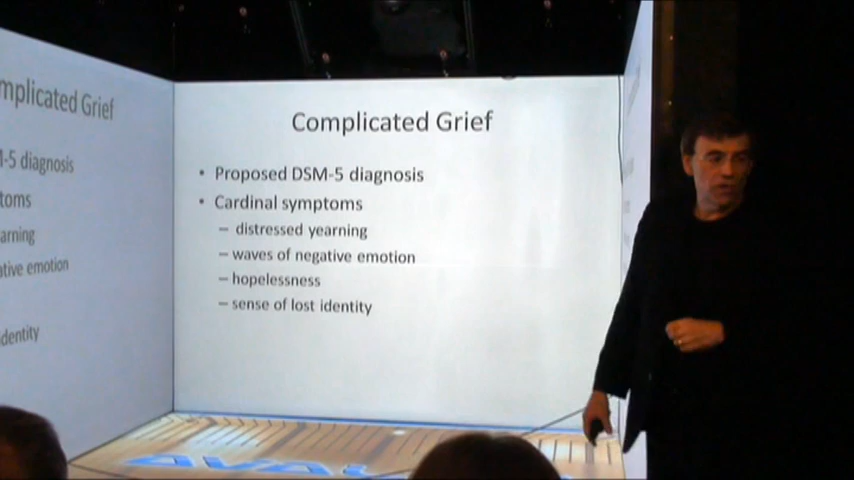 mplicated Grief
-5 diagnosis
toms
arning
ative emotion
identity
Complicated Grief
• Proposed DSM-5 diagnosis
• Cardinal symptoms
– distressed yearning
– waves of negative emotion
– hopelessness
– sense of lost identity